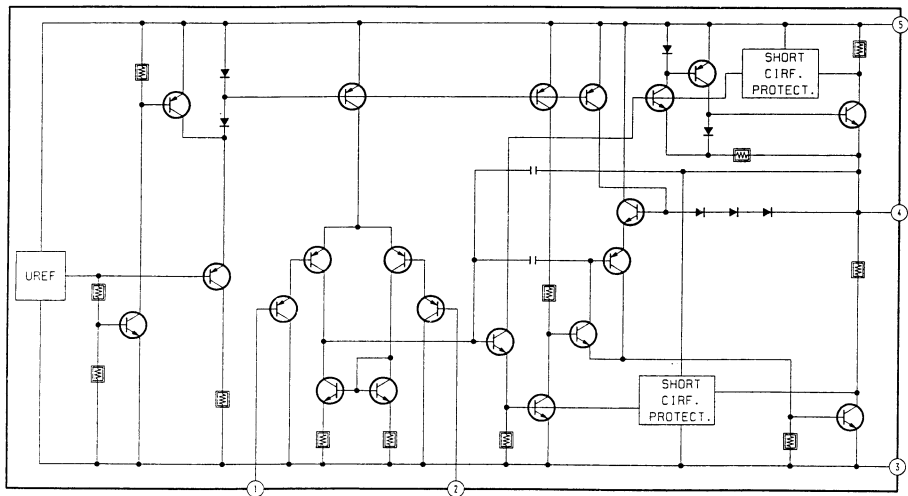 5
SHORT
CIRF.
PROTECT.
4
UREF
SHORT
CIRF.
PROTECT.
3
1
2